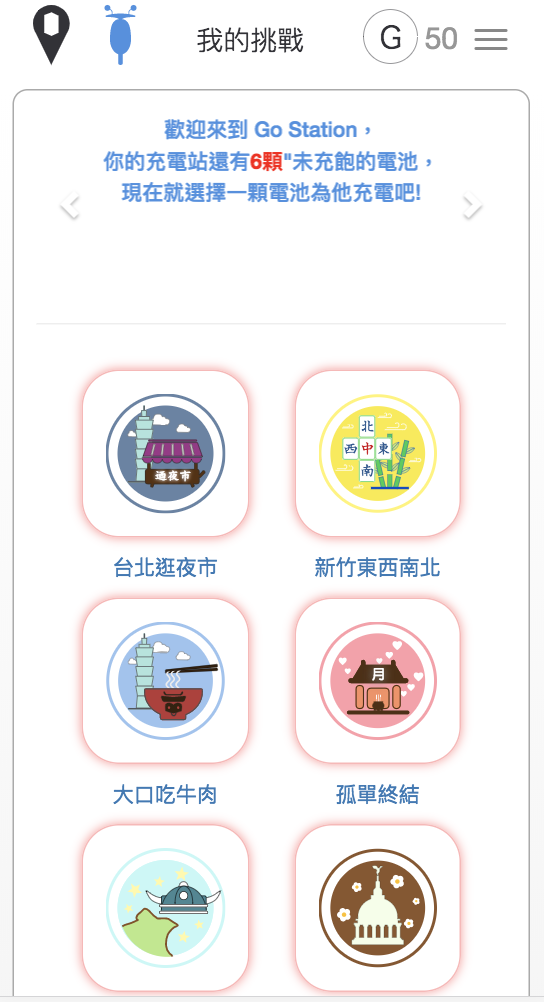 我的挑戰
G 50
歡迎來到 Go Station，
你的充電站還有6顆"未充飽的電池，
現在就選擇一顆電池為他充電吧!
逛夜市
北
西中東
南
台北逛夜市
新竹東西南北
月
大口吃牛肉
孤單終結